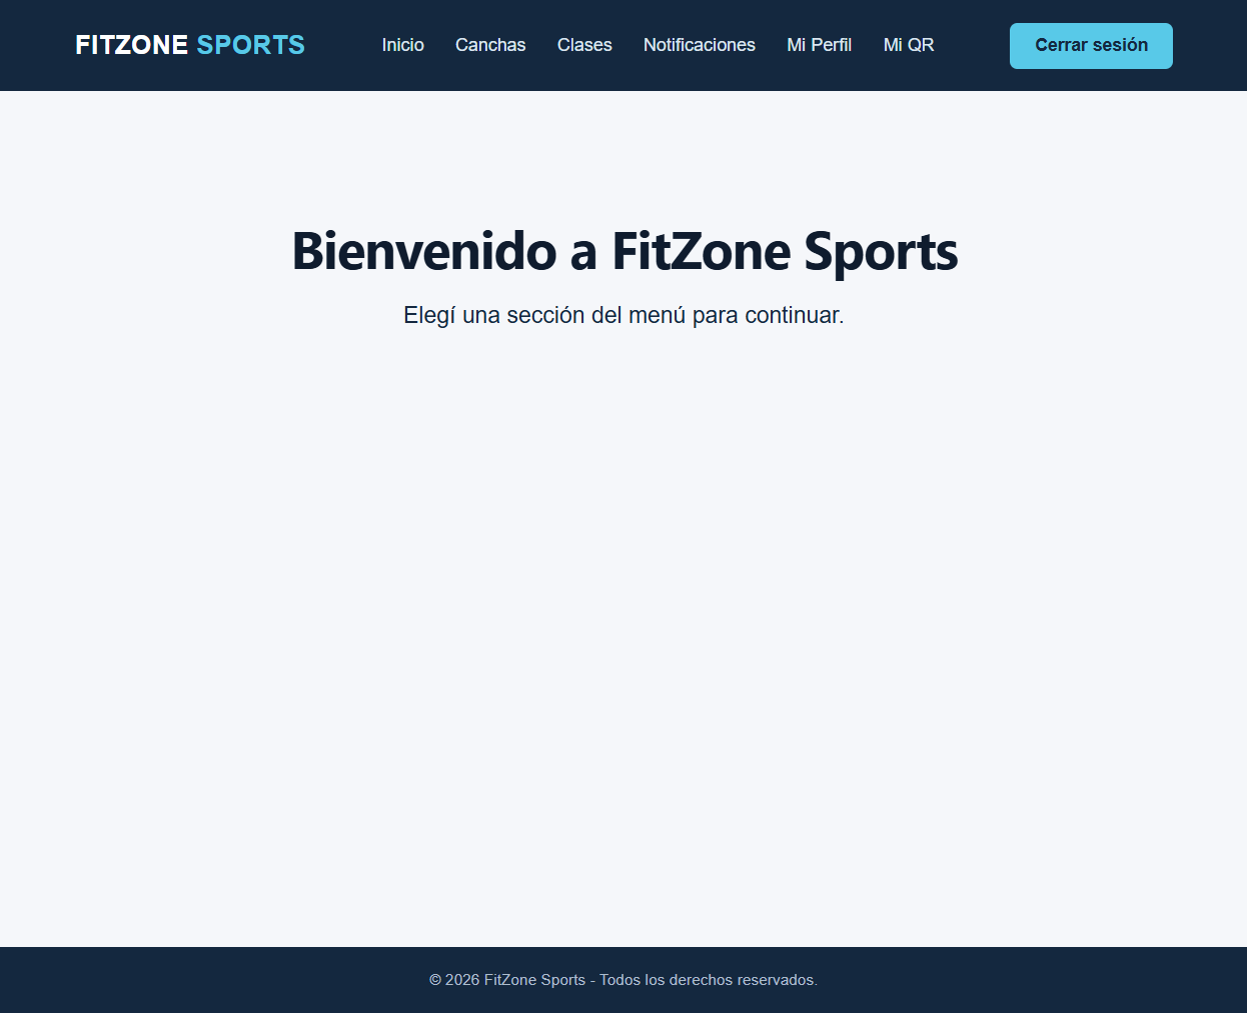 FITZONE SPORTS Inicio Canchas Clases Notificaciones Mi Perfil Mi QR Cerrar sesión
Bienvenido a FitZone Sports
Elegí una sección del menú para continuar.
© 2026 FitZone Sports - Todos los derechos reservados.